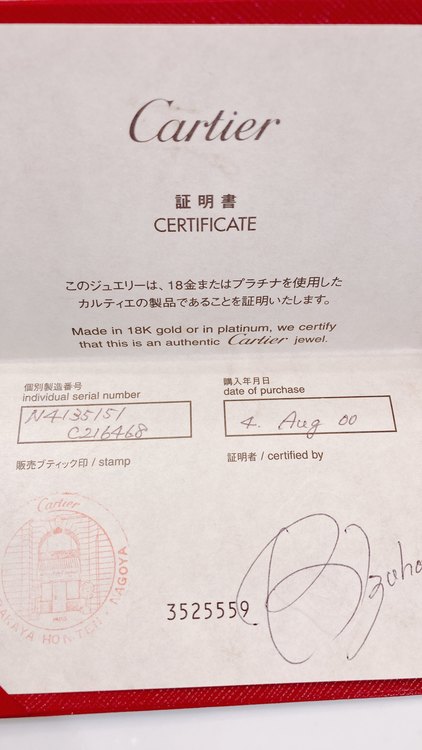 Cartier
証明書
CERTIFICATE
このジュエリーは、18金またはプラチナを使用した
カルティエの製品であることを証明いたします。
Made in 18K gold or in platinum, we certify
that this is an authentic Cartier jewel.
個別製造番号
individual serial number
N4135151
C216468
購入年月日
date of purchase
4. Aug 00
販売ブティック印 / stamp
証明者 / certified by
Cartier
HONTEN NAGOYA
3525559